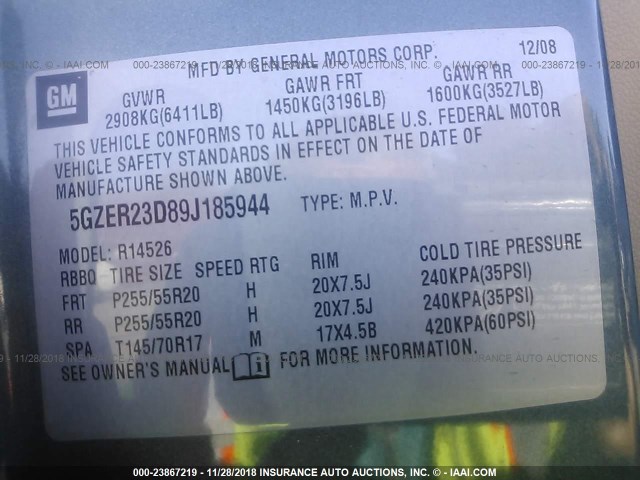 MFD BY GENERAL MOTORS CORP. 12/08
GM
GVWR GAWR FRT GAWR RR
2908KG(6411LB) 1450KG(3196LB) 1600KG(3527LB)
THIS VEHICLE CONFORMS TO ALL APPLICABLE U.S. FEDERAL MOTOR
VEHICLE SAFETY STANDARDS IN EFFECT ON THE DATE OF
MANUFACTURE SHOWN ABOVE.
5GZER23D89J185944 TYPE: M.P.V.
MODEL: R14526
RBBQ TIRE SIZE SPEED RTG RIM COLD TIRE PRESSURE
FRT P255/55R20 H 20X7.5J 240KPA(35PSI)
RR P255/55R20 H 20X7.5J 240KPA(35PSI)
SPA T145/70R17 M 17X4.5B 420KPA(60PSI)
SEE OWNER'S MANUAL i FOR MORE INFORMATION.
000-23867219 - 11/28/2018 INSURANCE AUTO AUCTIONS, INC. © - IAAI.COM